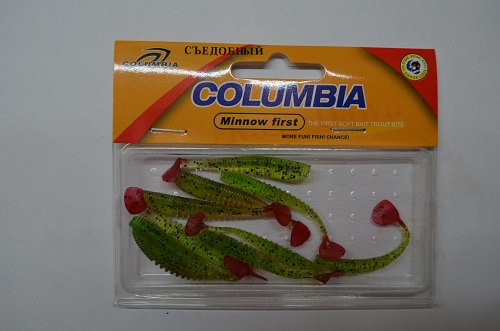 СЪЕДОБНЫЙ
COLUMBIA
COLUMBIA
Minnow first
THE FIRST SOFT BAIT TROUT BITE
MORE FUN! FISH! CHANCE!